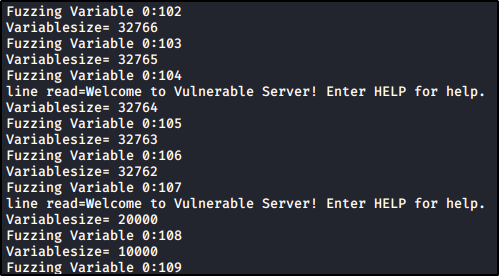 Fuzzing Variable 0:102
Variablesize= 32766
Fuzzing Variable 0:103
Variablesize= 32765
Fuzzing Variable 0:104
line read=Welcome to Vulnerable Server! Enter HELP for help.
Variablesize= 32764
Fuzzing Variable 0:105
Variablesize= 32763
Fuzzing Variable 0:106
Variablesize= 32762
Fuzzing Variable 0:107
line read=Welcome to Vulnerable Server! Enter HELP for help.
Variablesize= 20000
Fuzzing Variable 0:108
Variablesize= 10000
Fuzzing Variable 0:109